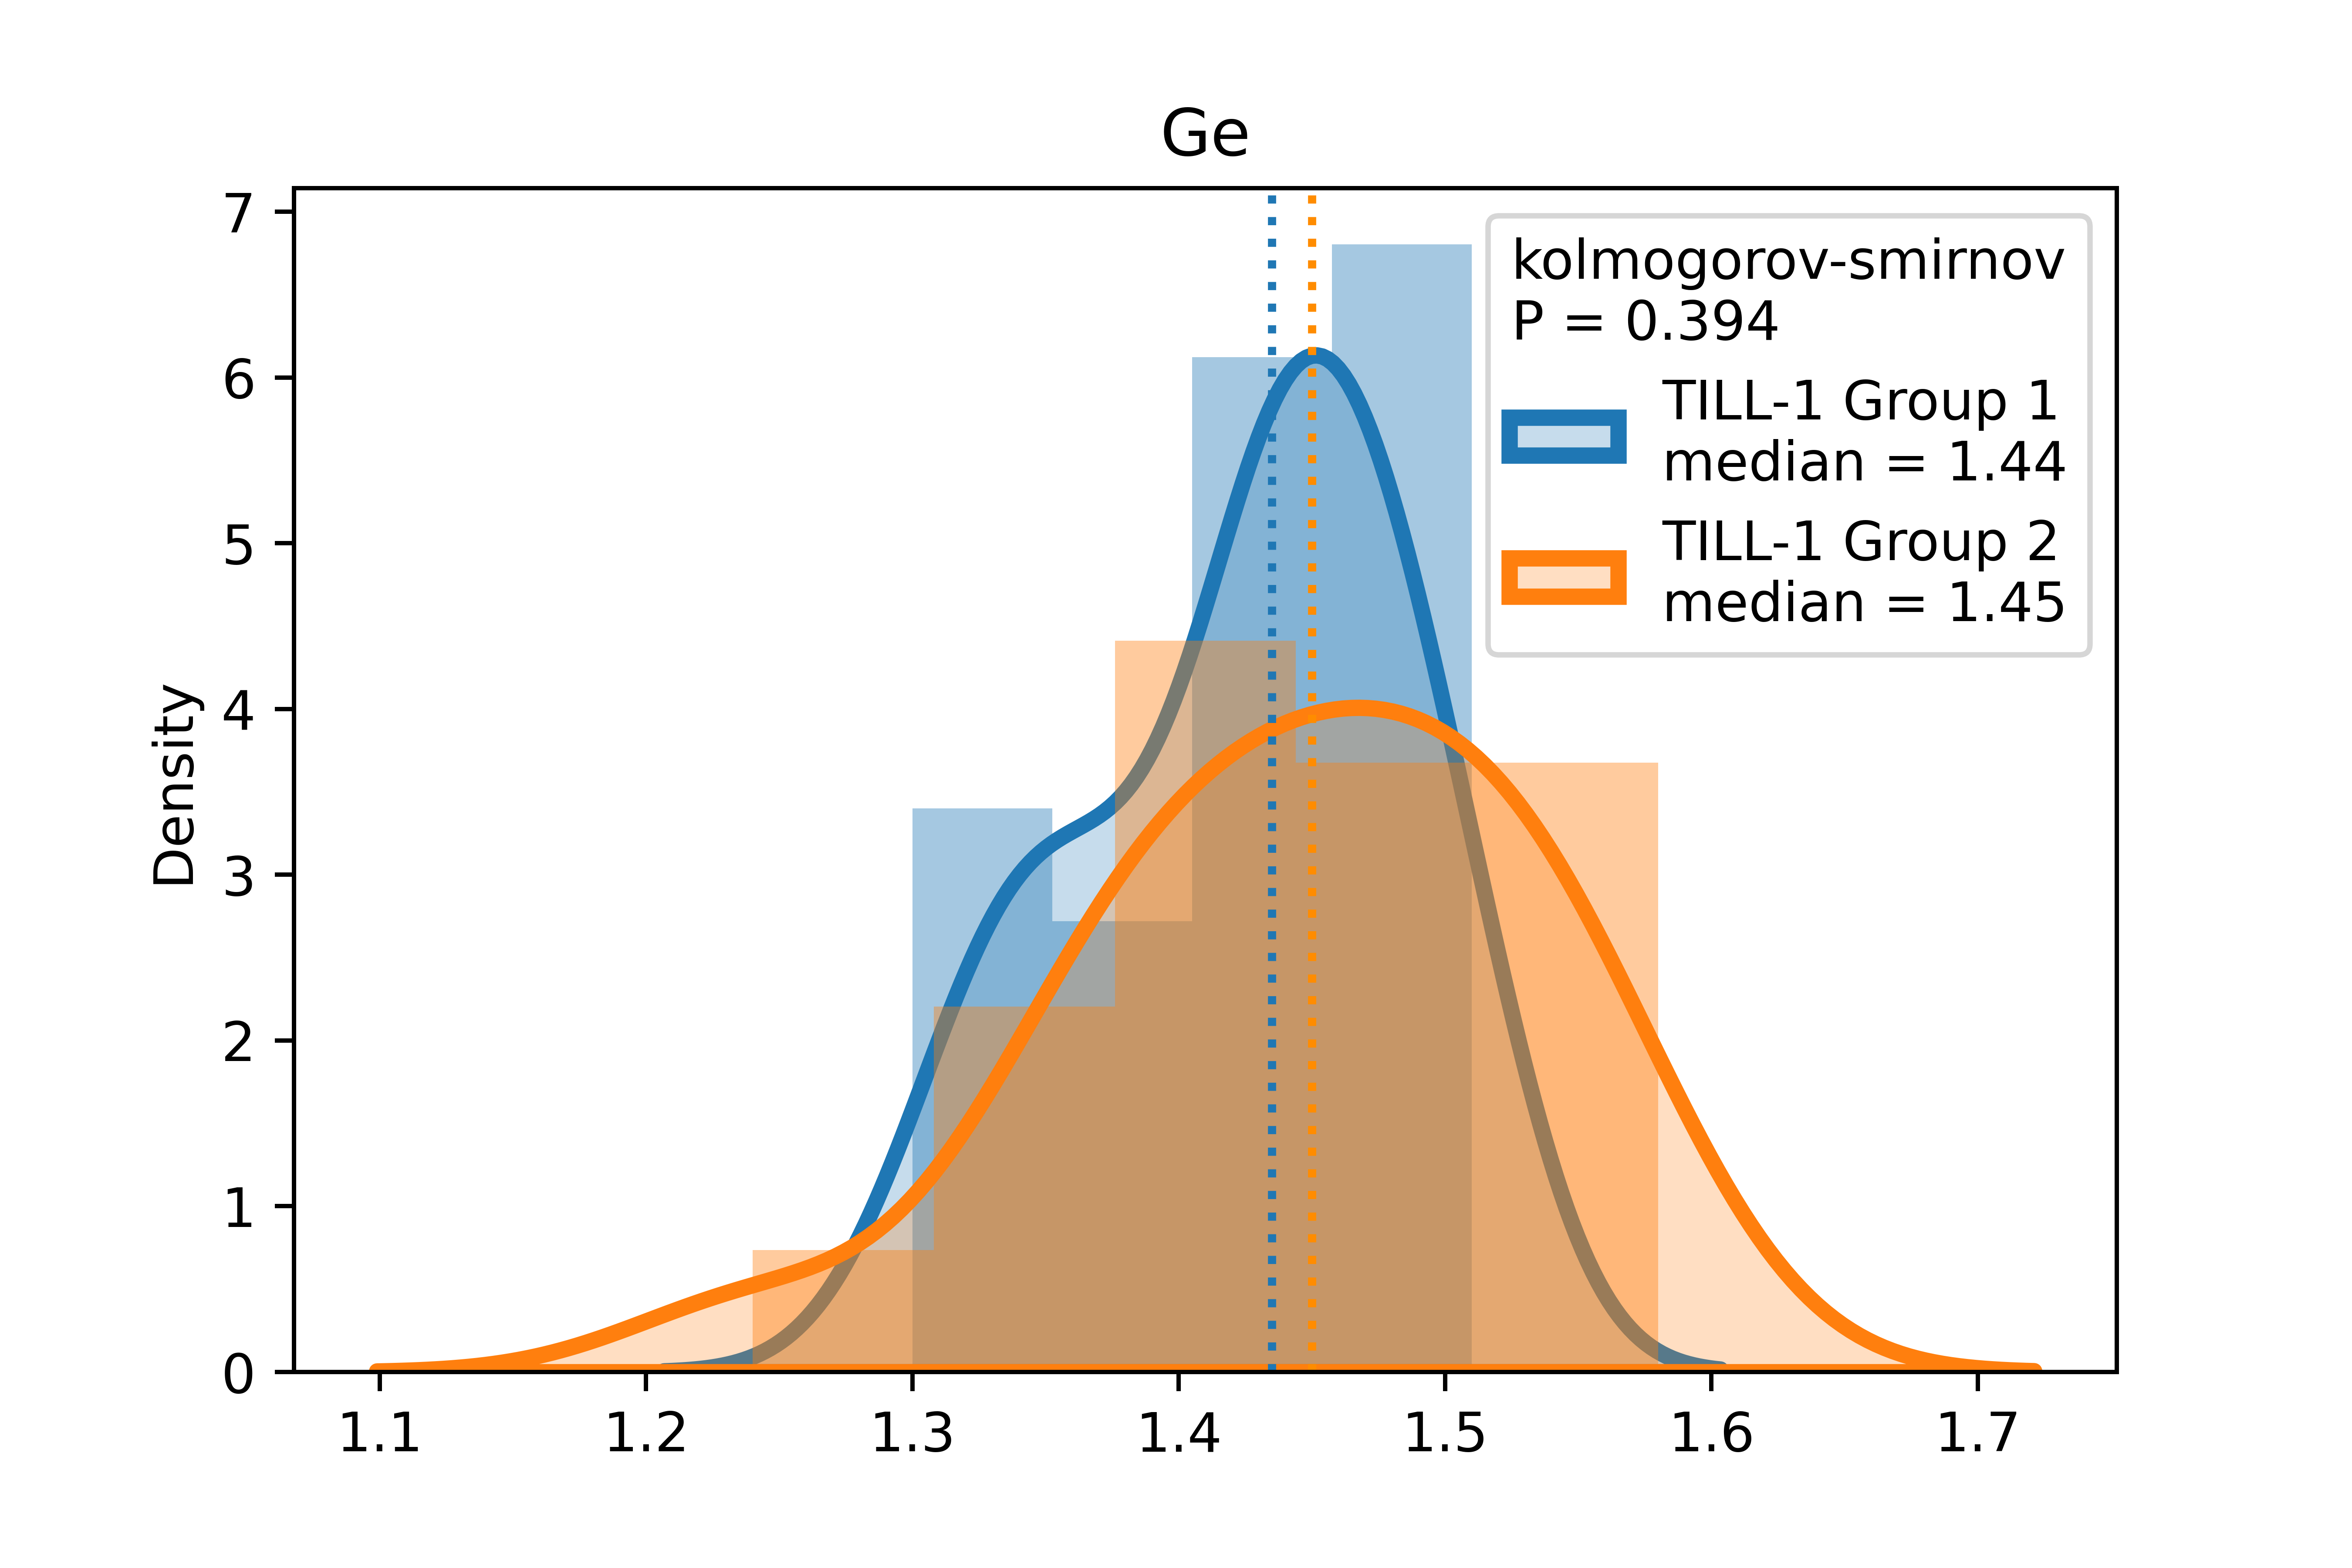 Ge
7
6
5
4
3
2
1
0
Density
kolmogorov-smirnov
P = 0.394
TILL-1 Group 1
median = 1.44
TILL-1 Group 2
median = 1.45
1.1 1.2 1.3 1.4 1.5 1.6 1.7